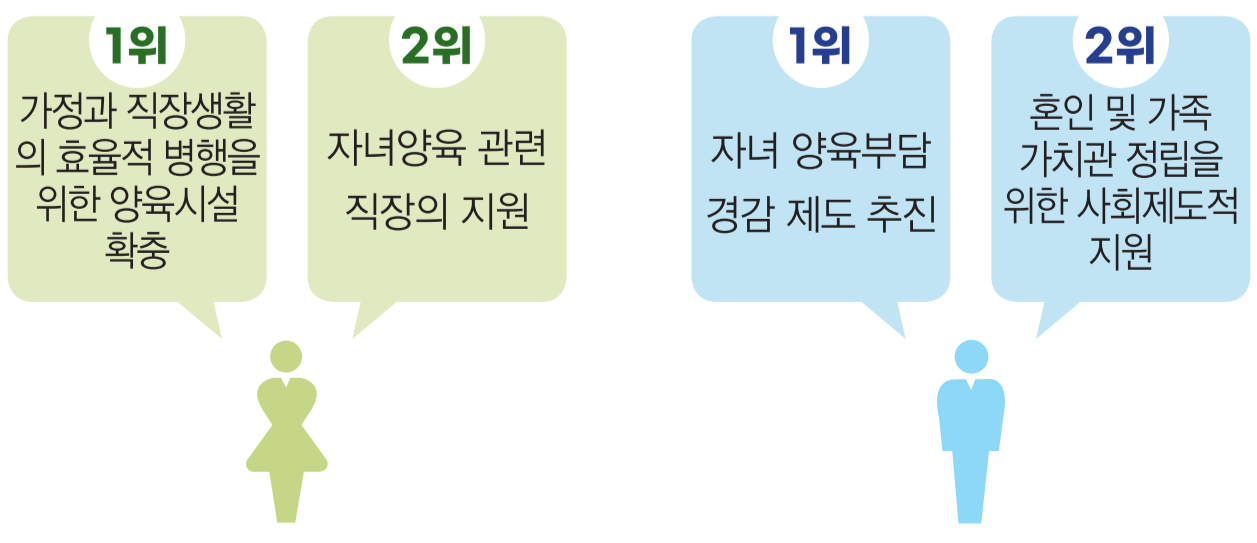 1위
가정과 직장생활
의 효율적 병행을
위한 양육시설
확충
2위
자녀양육 관련
직장의 지원
1위
자녀 양육부담
경감 제도 추진
2위
혼인 및 가족
가치관 정립을
위한 사회제도적
지원